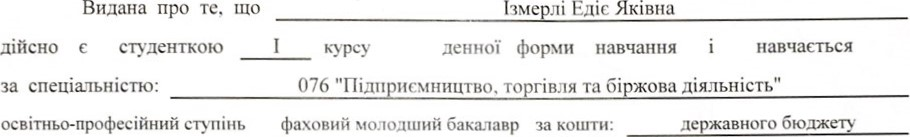 Видана про те, що Ізмерлі Едіє Яківна
дійсно є студенткою І курсу денної форми навчання і навчається
за спеціальністю: 076 "Підприємництво, торгівля та біржова діяльність"
освітньо-професійний ступінь фаховий молодший бакалавр за кошти: державного бюджету